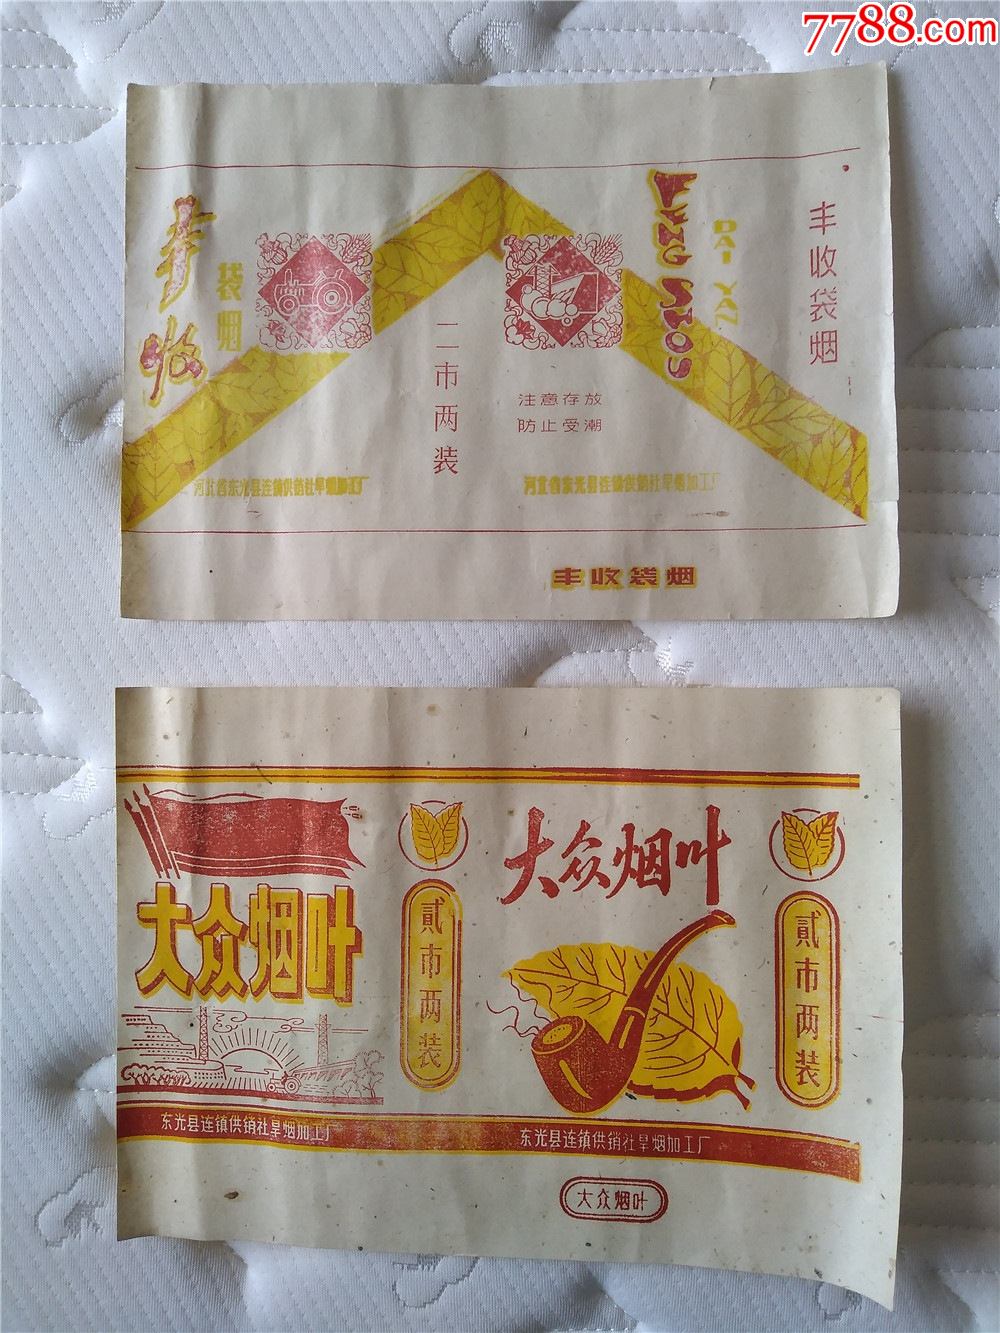 7788.com
丰收
袋烟
二市两装
注意存放
防止受潮
FENG SHOU
DAI YAN
丰收袋烟
河北省东光县连镇供销社旱烟加工厂
河北省东光县连镇供销社旱烟加工厂
丰收袋烟
大众烟叶
贰市两装
大众烟叶
贰市两装
东光县连镇供销社旱烟加工厂
东光县连镇供销社旱烟加工厂
大众烟叶